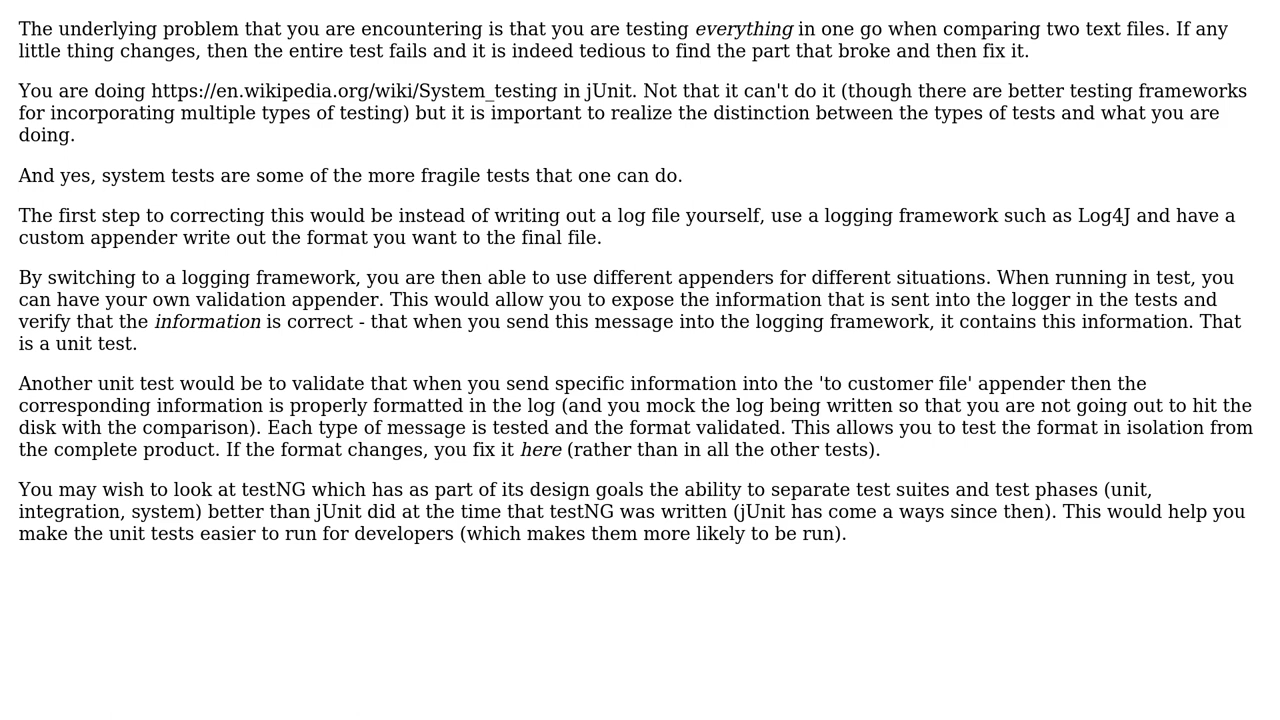 The underlying problem that you are encountering is that you are testing everything in one go when comparing two text files. If any
little thing changes, then the entire test fails and it is indeed tedious to find the part that broke and then fix it.
You are doing https://en.wikipedia.org/wiki/System_testing in jUnit. Not that it can't do it (though there are better testing frameworks
for incorporating multiple types of testing) but it is important to realize the distinction between the types of tests and what you are
doing.
And yes, system tests are some of the more fragile tests that one can do.
The first step to correcting this would be instead of writing out a log file yourself, use a logging framework such as Log4J and have a
custom appender write out the format you want to the final file.
By switching to a logging framework, you are then able to use different appenders for different situations. When running in test, you
can have your own validation appender. This would allow you to expose the information that is sent into the logger in the tests and
verify that the information is correct - that when you send this message into the logging framework, it contains this information. That
is a unit test.
Another unit test would be to validate that when you send specific information into the 'to customer file' appender then the
corresponding information is properly formatted in the log (and you mock the log being written so that you are not going out to hit the
disk with the comparison). Each type of message is tested and the format validated. This allows you to test the format in isolation from
the complete product. If the format changes, you fix it here (rather than in all the other tests).
You may wish to look at testNG which has as part of its design goals the ability to separate test suites and test phases (unit,
integration, system) better than jUnit did at the time that testNG was written (jUnit has come a ways since then). This would help you
make the unit tests easier to run for developers (which makes them more likely to be run).